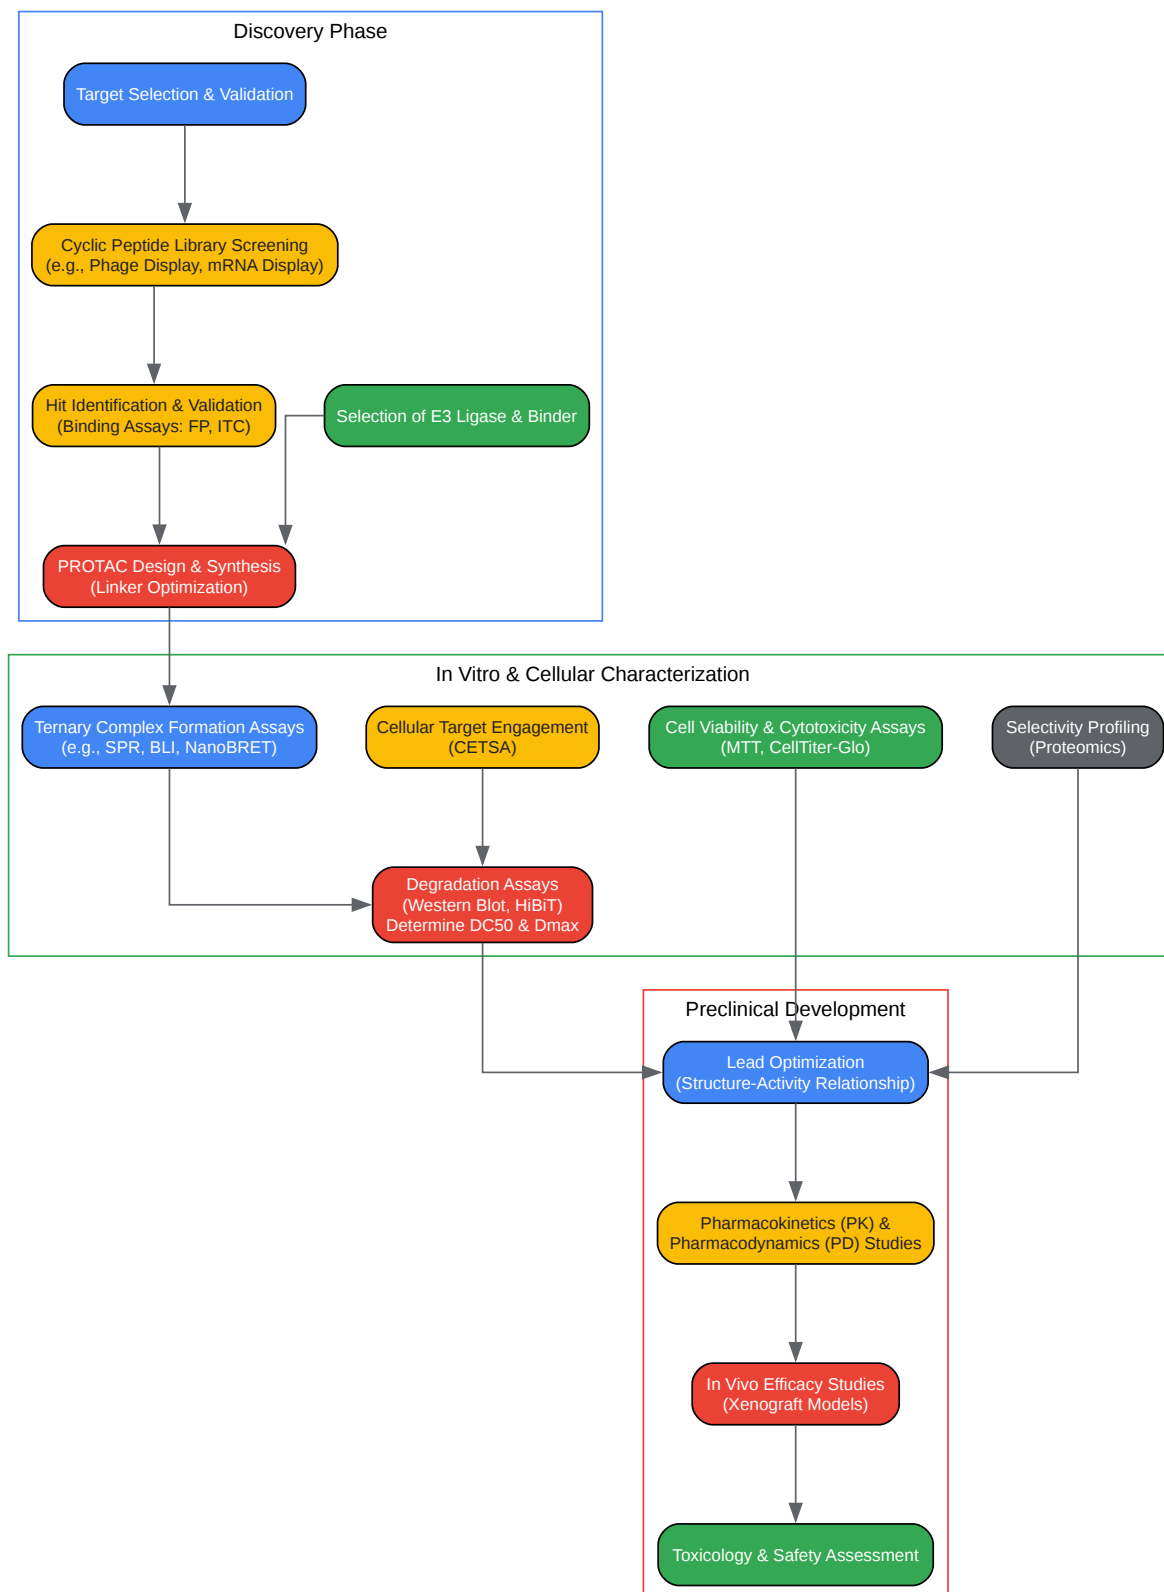 Discovery Phase
Target Selection & Validation
Cyclic Peptide Library Screening
(e.g., Phage Display, mRNA Display)
Hit Identification & Validation
(Binding Assays: FP, ITC)
Selection of E3 Ligase & Binder
PROTAC Design & Synthesis
(Linker Optimization)
In Vitro & Cellular Characterization
Ternary Complex Formation Assays
(e.g., SPR, BLI, NanoBRET)
Cellular Target Engagement
(CETSA)
Cell Viability & Cytotoxicity Assays
(MTT, CellTiter-Glo)
Selectivity Profiling
(Proteomics)
Degradation Assays
(Western Blot, HiBiT)
Determine DC50 & Dmax
Preclinical Development
Lead Optimization
(Structure-Activity Relationship)
Pharmacokinetics (PK) &
Pharmacodynamics (PD) Studies
In Vivo Efficacy Studies
(Xenograft Models)
Toxicology & Safety Assessment